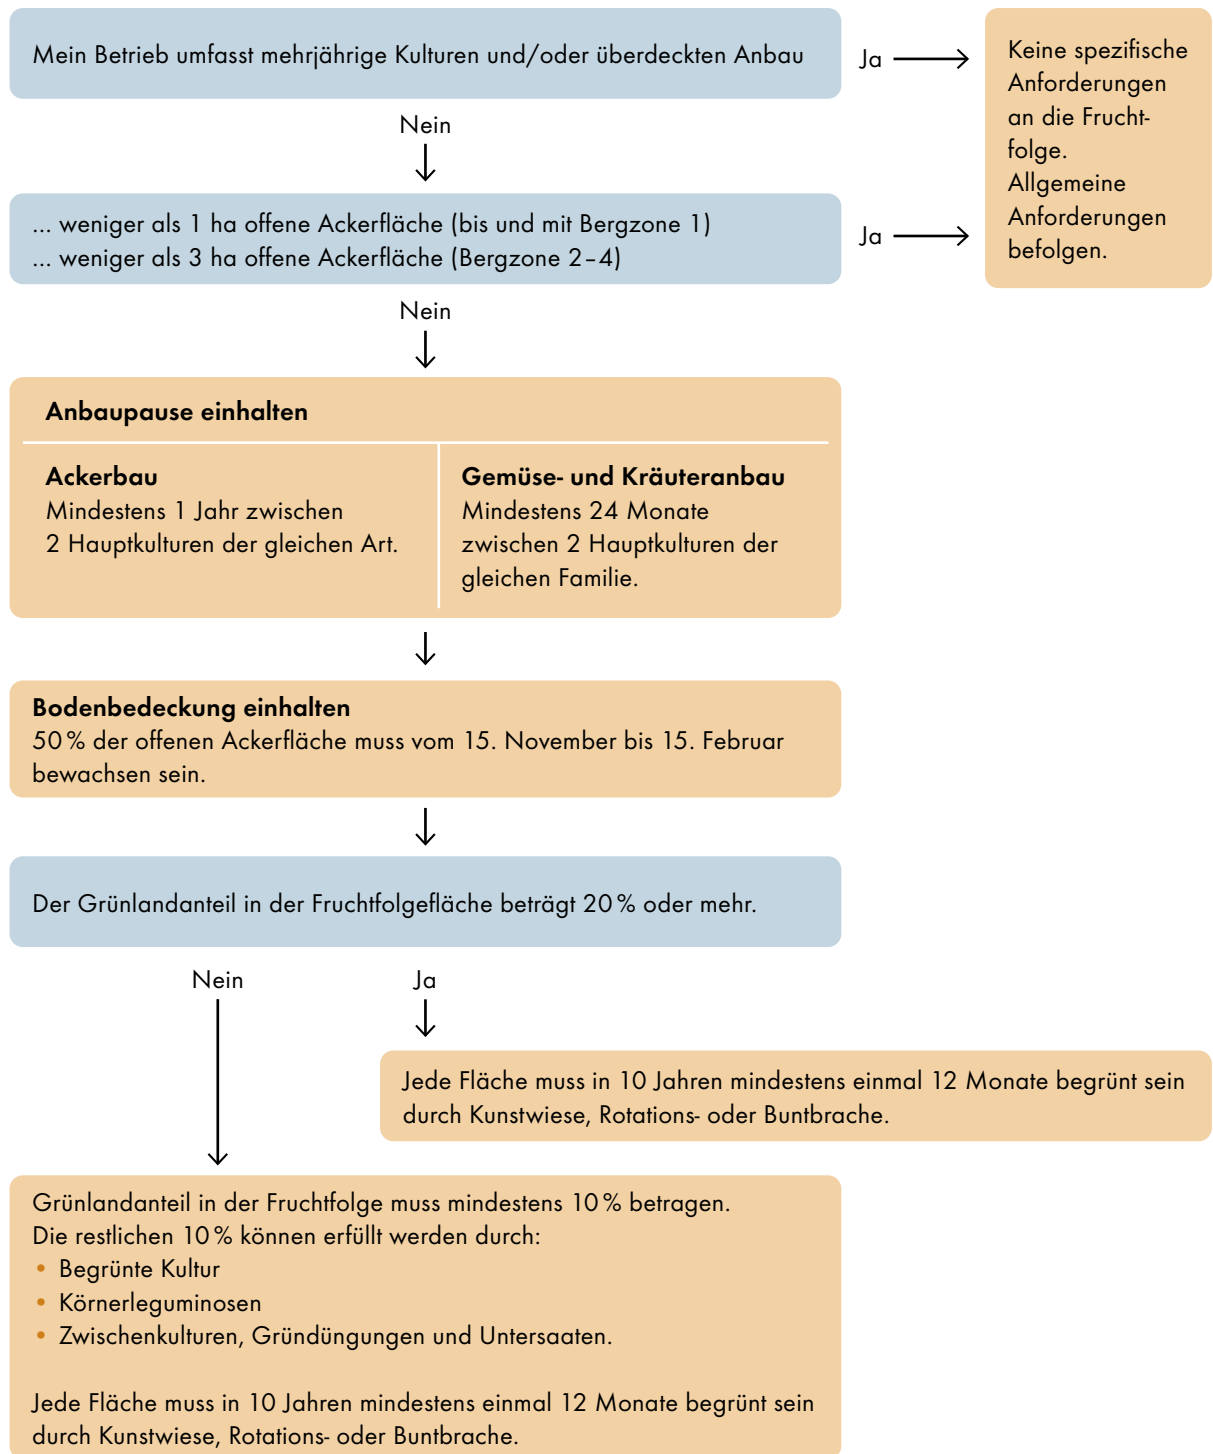 Mein Betrieb umfasst mehrjährige Kulturen und/oder überdeckten Anbau
Ja
Keine spezifische
Anforderungen
an die Frucht-
folge.
Allgemeine
Anforderungen
befolgen.
Nein
... weniger als 1 ha offene Ackerfläche (bis und mit Bergzone 1)
... weniger als 3 ha offene Ackerfläche (Bergzone 2–4)
Ja
Nein
Anbaupause einhalten
Ackerbau
Mindestens 1 Jahr zwischen
2 Hauptkulturen der gleichen Art.
Gemüse- und Kräuteranbau
Mindestens 24 Monate
zwischen 2 Hauptkulturen der
gleichen Familie.
Bodenbedeckung einhalten
50 % der offenen Ackerfläche muss vom 15. November bis 15. Februar
bewachsen sein.
Der Grünlandanteil in der Fruchtfolgefläche beträgt 20 % oder mehr.
Nein
Ja
Jede Fläche muss in 10 Jahren mindestens einmal 12 Monate begrünt sein
durch Kunstwiese, Rotations- oder Buntbrache.
Grünlandanteil in der Fruchtfolge muss mindestens 10 % betragen.
Die restlichen 10 % können erfüllt werden durch:
• Begrünte Kultur
• Körnerleguminosen
• Zwischenkulturen, Gründüngungen und Untersaaten.
Jede Fläche muss in 10 Jahren mindestens einmal 12 Monate begrünt sein
durch Kunstwiese, Rotations- oder Buntbrache.